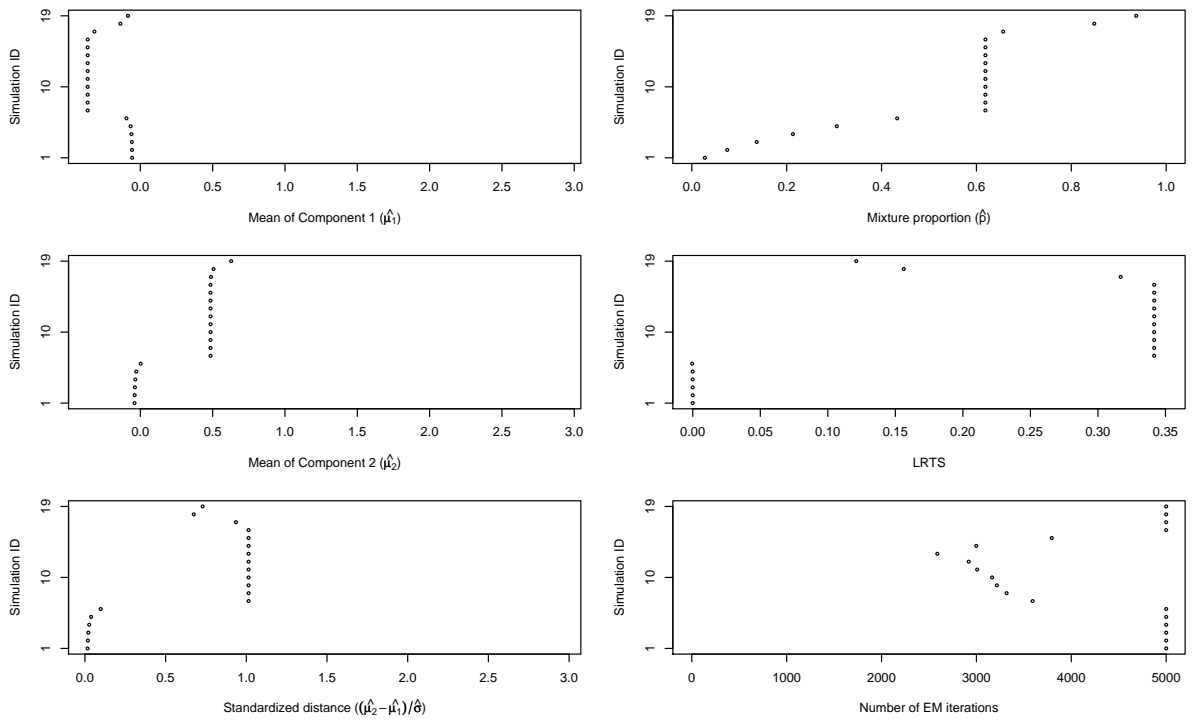 Simulation ID
19
10
1
0.0 0.5 1.0 1.5 2.0 2.5 3.0
Mean of Component 1 (μ̂₁)
Simulation ID
19
10
1
0.0 0.2 0.4 0.6 0.8 1.0
Mixture proportion (p̂)
Simulation ID
19
10
1
0.0 0.5 1.0 1.5 2.0 2.5 3.0
Mean of Component 2 (μ̂₂)
Simulation ID
19
10
1
0.00 0.05 0.10 0.15 0.20 0.25 0.30 0.35
LRTS
Simulation ID
19
10
1
0.0 0.5 1.0 1.5 2.0 2.5 3.0
Standardized distance ((μ̂₂−μ̂₁)/σ̂)
Simulation ID
19
10
1
0 1000 2000 3000 4000 5000
Number of EM iterations